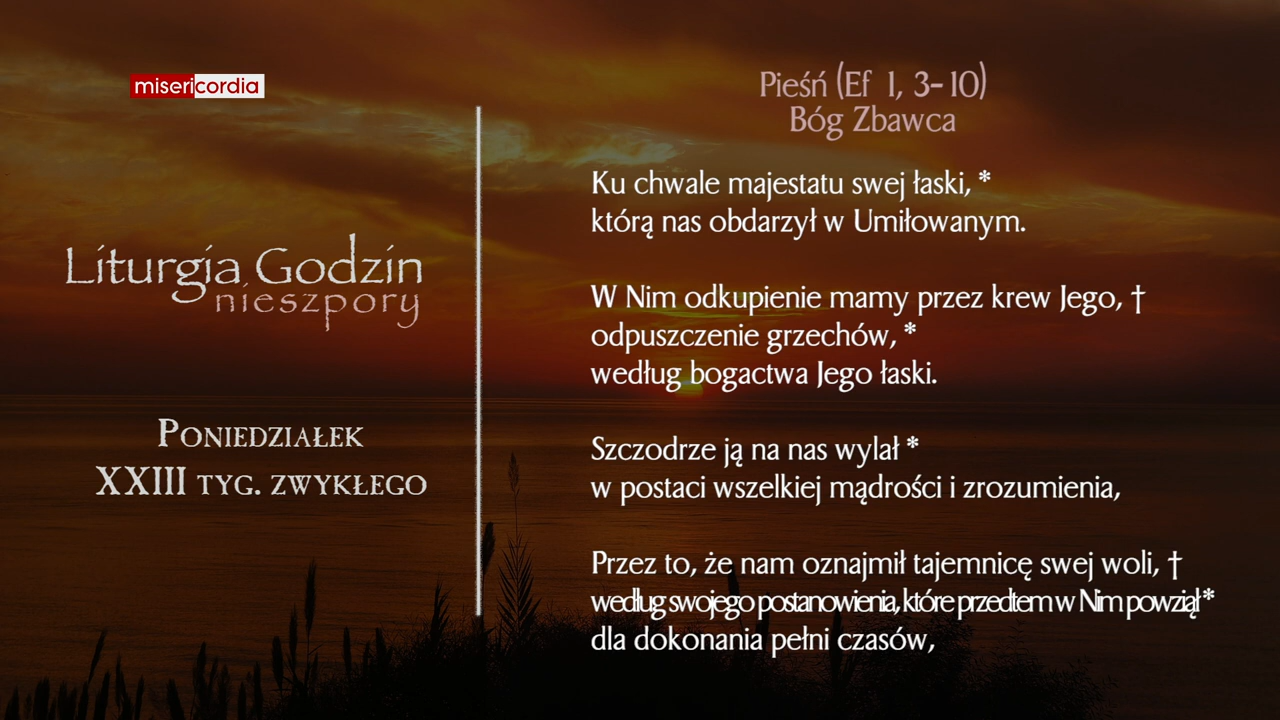 misericordia
Liturgia Godzin
nieszpory
Poniedziałek
XXIII tyg. zwykłego
Pieśń (Ef 1, 3-10)
Bóg Zbawca
Ku chwale majestatu swej łaski, *
którą nas obdarzył w Umiłowanym.
W Nim odkupienie mamy przez krew Jego, †
odpuszczenie grzechów, *
według bogactwa Jego łaski.
Szczodrze ją na nas wylał *
w postaci wszelkiej mądrości i zrozumienia,
Przez to, że nam oznajmił tajemnicę swej woli, †
według swojego postanowienia, które przedtem w Nim powziął *
dla dokonania pełni czasów,